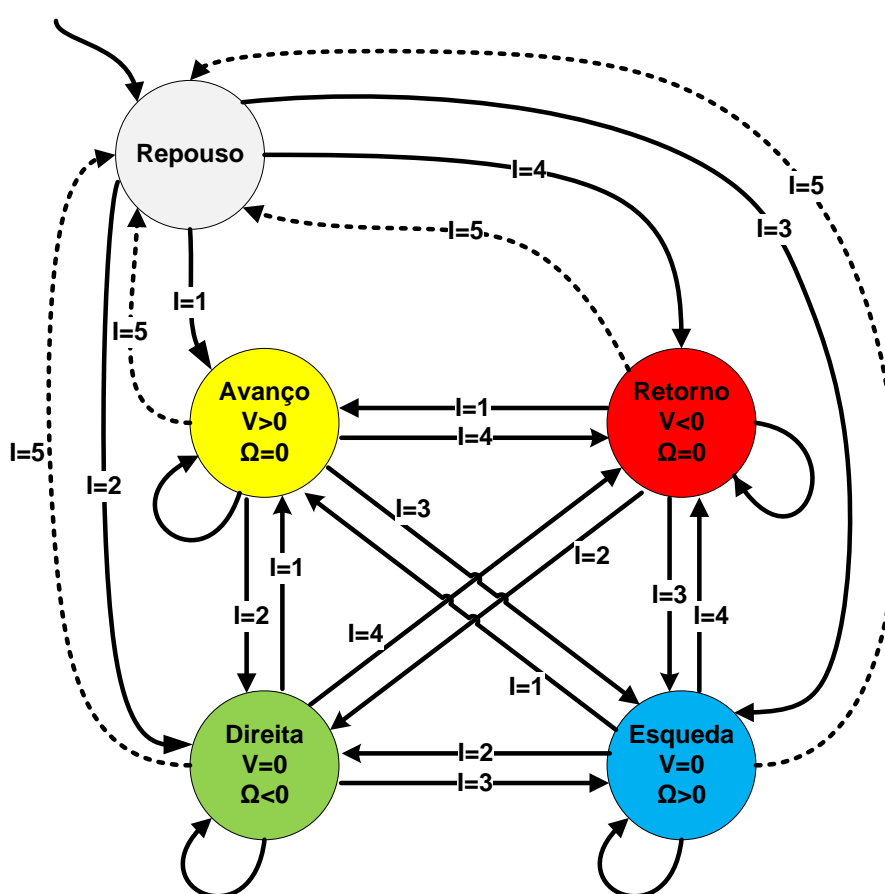 Repouso
I=4
I=5
I=3
I=5
I=1
I=5
Avanço
V>0
Ω=0
Retorno
V<0
Ω=0
I=1
I=4
I=5
I=2
I=3
I=1
I=2
I=2
I=3
I=4
I=4
I=1
Direita
V=0
Ω<0
Esqueda
V=0
Ω>0
I=2
I=3